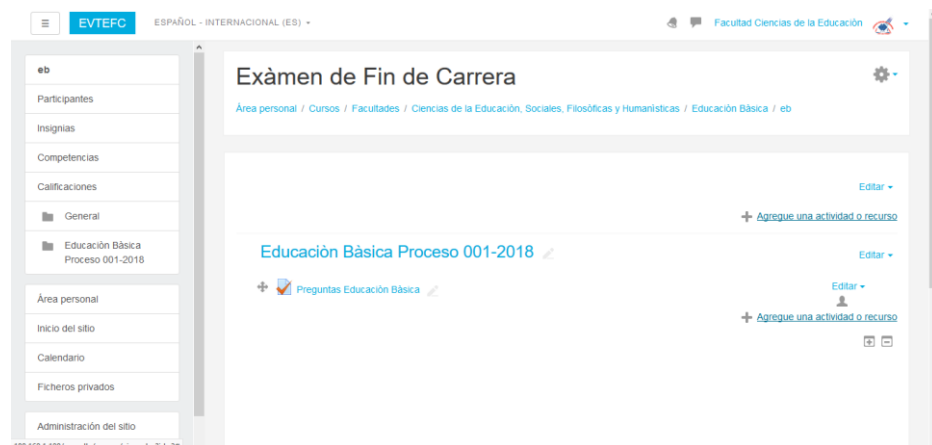 EVTEFC
ESPAÑOL - INTERNACIONAL (ES)
Facultad Ciencias de la Educación
eb
Participantes
Insignias
Competencias
Calificaciones
General
Educaciòn Bàsica
Proceso 001-2018
Área personal
Inicio del sitio
Calendario
Ficheros privados
Administración del sitio
Exàmen de Fin de Carrera
Área personal / Cursos / Facultades / Ciencias de la Educación, Sociales, Filosóficas y Humanísticas / Educación Básica / eb
Editar
Agregue una actividad o recurso
Educaciòn Bàsica Proceso 001-2018
Editar
Preguntas Educaciòn Bàsica
Editar
Agregue una actividad o recurso